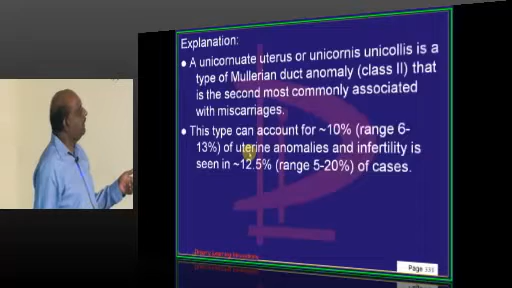 Explanation:
● A unicornuate uterus or unicornis unicollis is a
type of Mullerian duct anomaly (class II) that
is the second most commonly associated
with miscarriages.
● This type can account for ~10% (range 6-
13%) of uterine anomalies and infertility is
seen in ~12.5% (range 5-20%) of cases.
Page